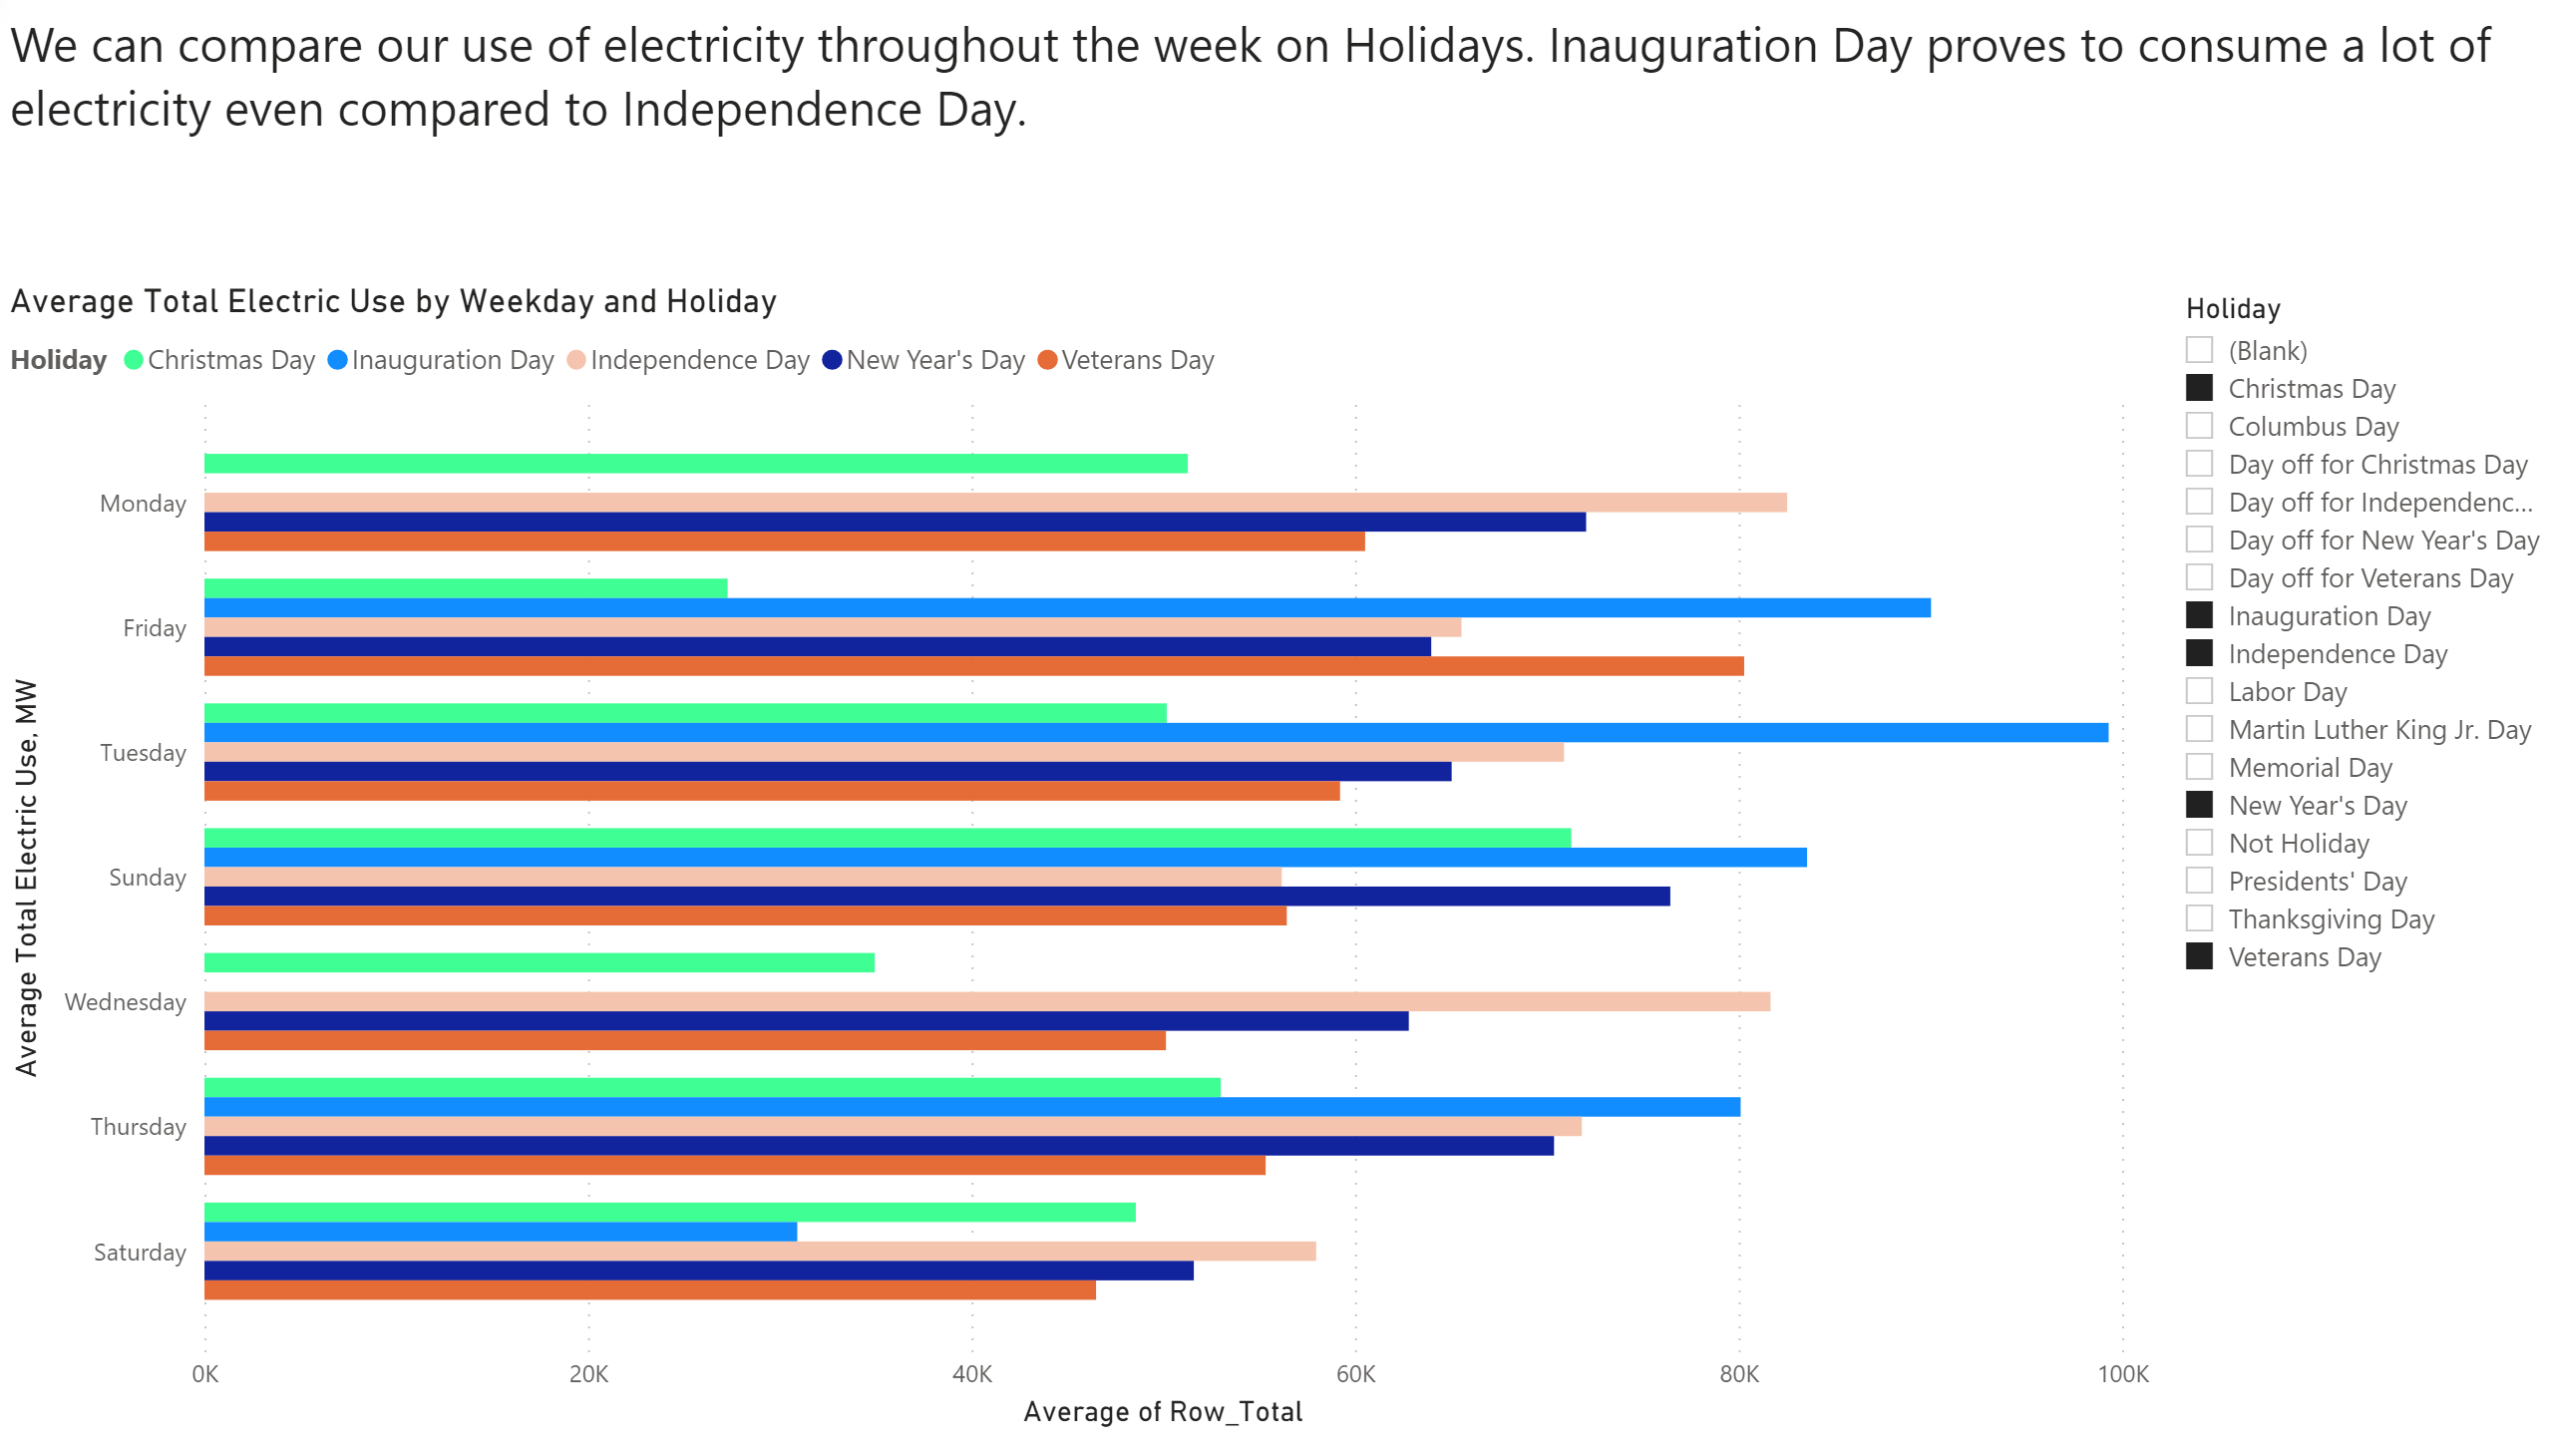 We can compare our use of electricity throughout the week on Holidays. Inauguration Day proves to consume a lot of
electricity even compared to Independence Day.
Average Total Electric Use by Weekday and Holiday
Holiday Christmas Day Inauguration Day Independence Day New Year's Day Veterans Day
Average Total Electric Use, MW
Monday
Friday
Tuesday
Sunday
Wednesday
Thursday
Saturday
0K 20K 40K 60K 80K 100K
Average of Row_Total
Holiday
(Blank)
Christmas Day
Columbus Day
Day off for Christmas Day
Day off for Independenc...
Day off for New Year's Day
Day off for Veterans Day
Inauguration Day
Independence Day
Labor Day
Martin Luther King Jr. Day
Memorial Day
New Year's Day
Not Holiday
Presidents' Day
Thanksgiving Day
Veterans Day